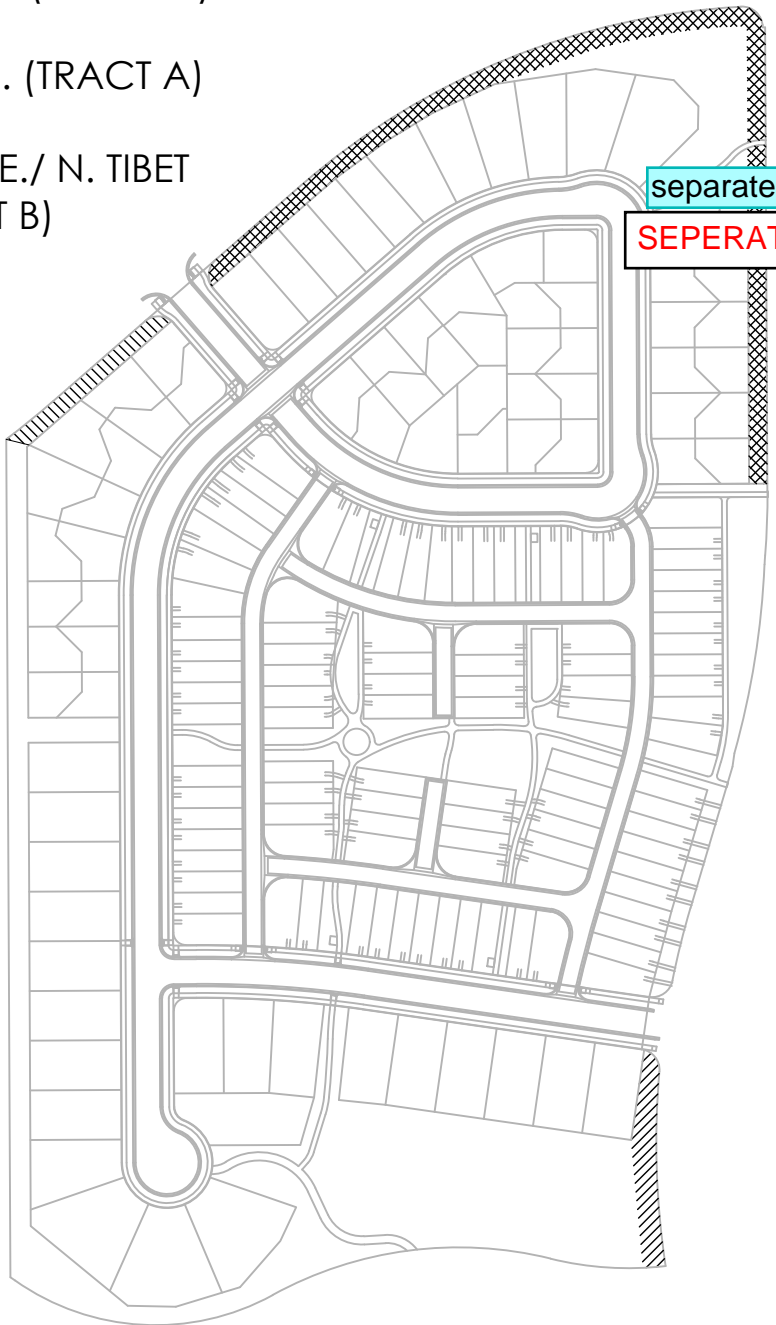 . (TRACT A)
E./ N. TIBET
T B)
separate
SEPERAT